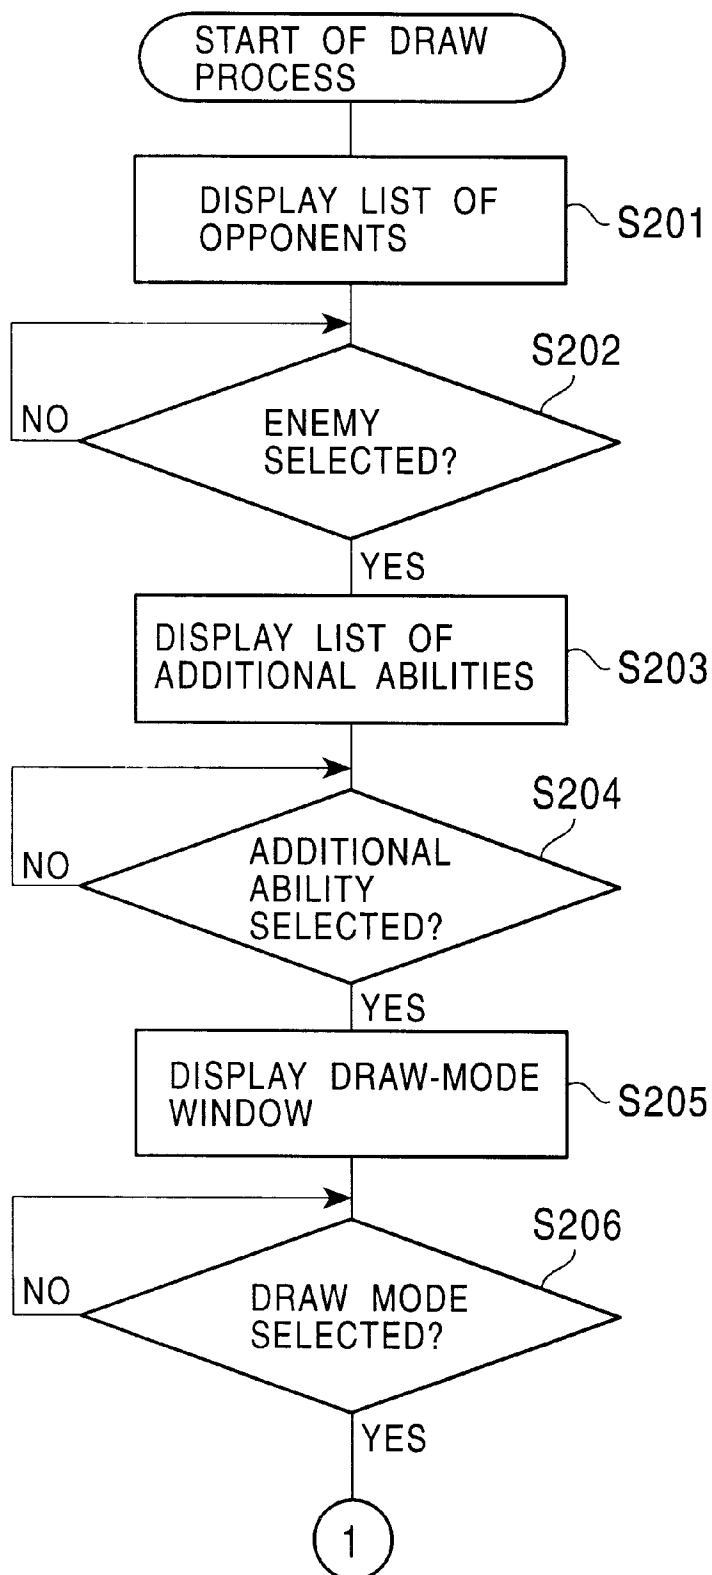 START OF DRAW
PROCESS
DISPLAY LIST OF
OPPONENTS
S201
S202
NO
ENEMY
SELECTED?
YES
DISPLAY LIST OF
ADDITIONAL ABILITIES
S203
S204
NO
ADDITIONAL
ABILITY
SELECTED?
YES
DISPLAY DRAW-MODE
WINDOW
S205
S206
NO
DRAW MODE
SELECTED?
YES
1